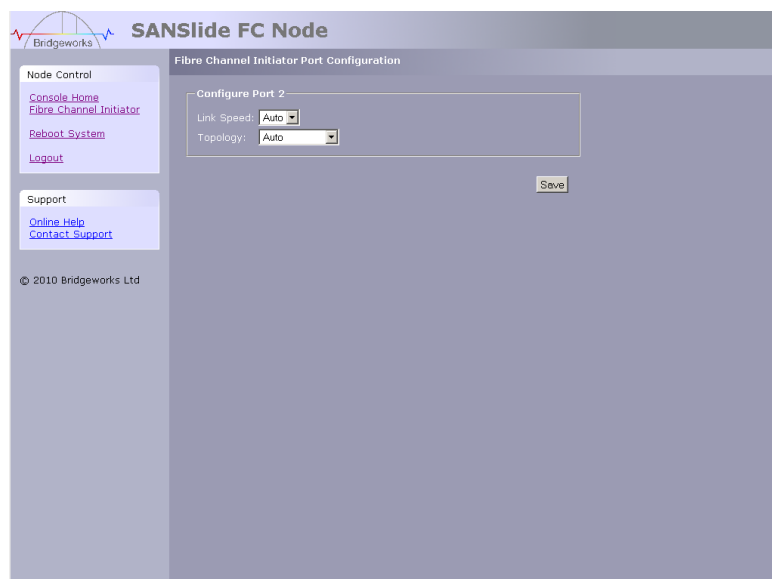 Bridgeworks
SANSlide FC Node
Fibre Channel Initiator Port Configuration
Node Control
Console Home
Fibre Channel Initiator
Reboot System
Logout
Support
Online Help
Contact Support
© 2010 Bridgeworks Ltd
Configure Port 2
Link Speed: Auto
Topology: Auto
Save